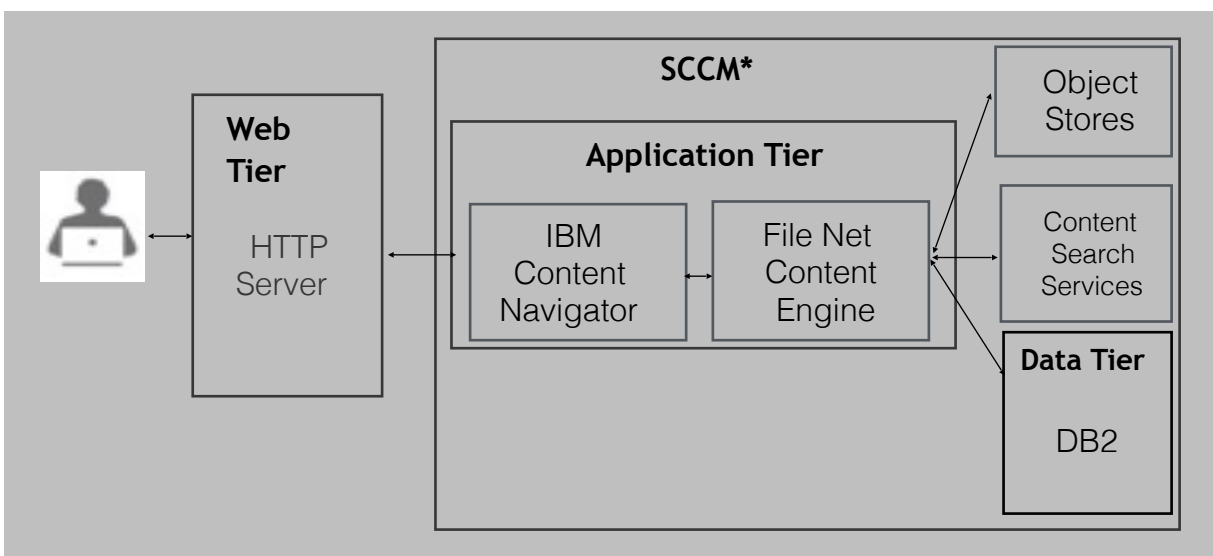 SCCM*
Web
Tier
HTTP
Server
Application Tier
IBM
Content
Navigator
File Net
Content
Engine
Object
Stores
Content
Search
Services
Data Tier
DB2